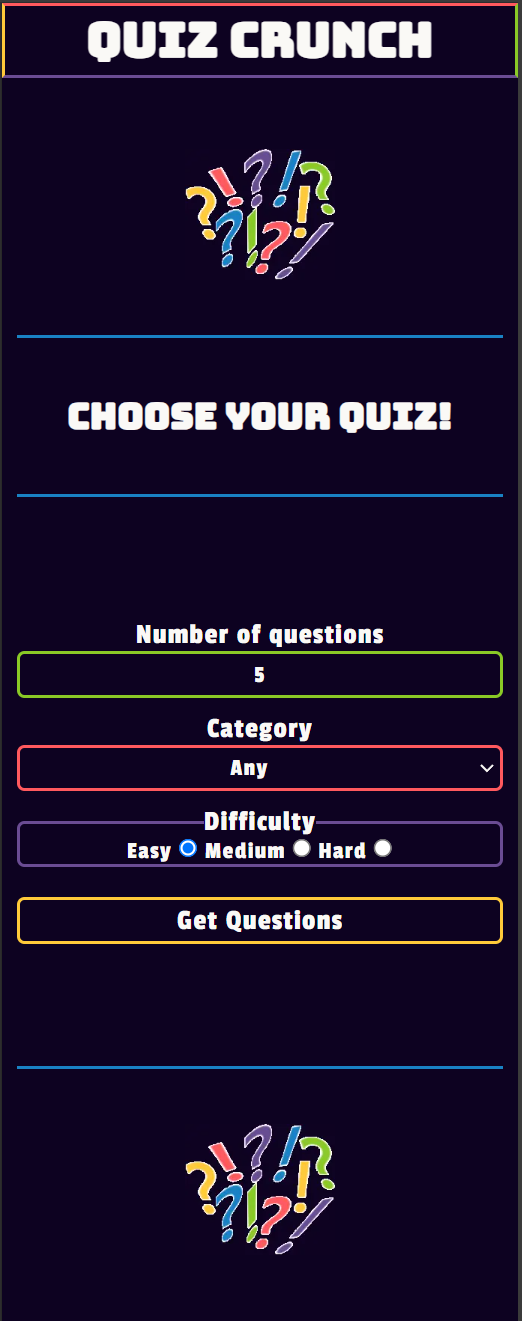 QUIZ CRUNCH
CHOOSE YOUR QUIZ!
Number of questions
5
Category
Any
Difficulty
Easy Medium Hard
Get Questions